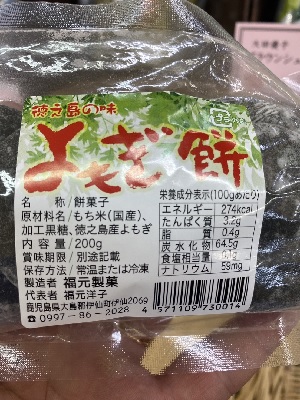 徳之島の味
よもぎ餅
名 称/餅菓子
原材料名/もち米(国産)、
加工黒糖、徳之島産よもぎ
内 容 量/200g
賞味期限/別途記載
保存方法/常温または冷凍
製造者 福元製菓
代表者 福元洋子
鹿児島県大島郡伊仙町伊仙2069
☎ 0997-86-2028
栄養成分表示(100gあたり)
エネルギー 274kcal
たんぱく質 3.2g
脂質 0.4g
炭水化物 64.5g
食塩相当量
ナトリウム 59mg
4 571109 730014